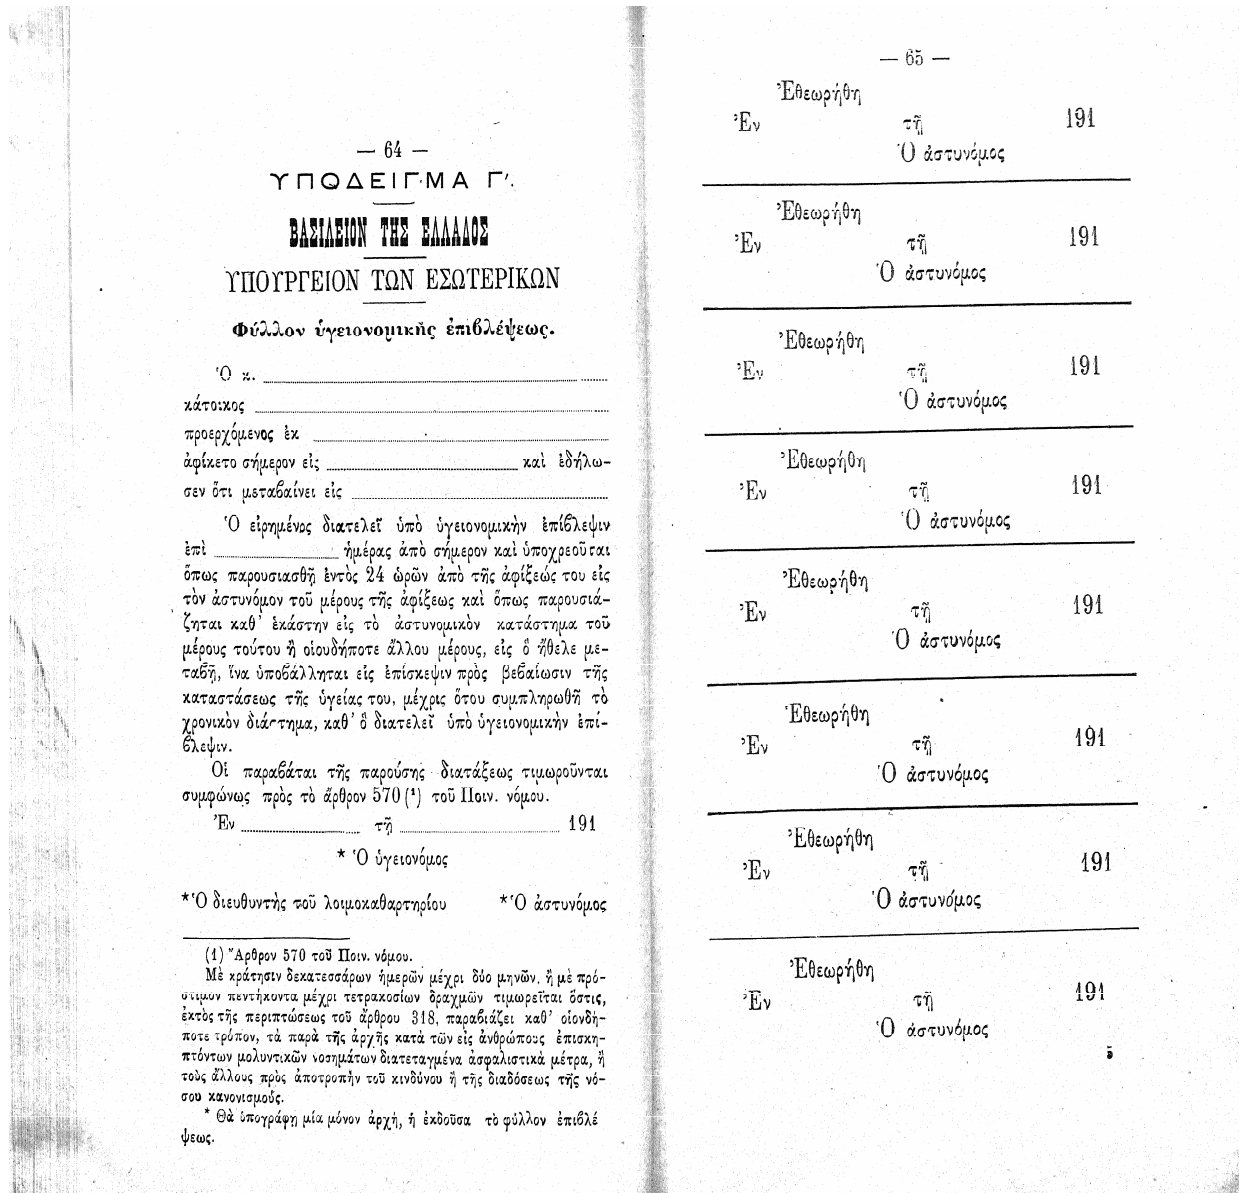 — 64 —
ΥΠΟΔΕΙΓΜΑ Γ'.
ΒΑΣΙΛΕΙΟΝ ΤΗΣ ΕΛΛΑΔΟΣ
ΥΠΟΥΡΓΕΙΟΝ ΤΩΝ ΕΣΩΤΕΡΙΚΩΝ
Φύλλον ὑγειονομικῆς ἐπιβλέψεως.
Ὁ κ.
κάτοικος
προερχόμενος ἐκ
ἀφίκετο σήμερον εἰς καὶ ἐδήλω-
σεν ὅτι μεταβαίνει εἰς
Ὁ εἰρημένος διατελεῖ ὑπὸ ὑγειονομικὴν ἐπίβλεψιν
ἐπὶ ἡμέρας ἀπὸ σήμερον καὶ ὑποχρεοῦται
ὅπως παρουσιασθῇ ἐντὸς 24 ὡρῶν ἀπὸ τῆς ἀφίξεώς του εἰς
τὸν ἀστυνόμον τοῦ μέρους τῆς ἀφίξεως καὶ ὅπως παρουσιά-
ζηται καθ' ἑκάστην εἰς τὸ ἀστυνομικὸν κατάστημα τοῦ
μέρους τούτου ἢ οἱουδήποτε ἄλλου μέρους, εἰς ὃ ἤθελε με-
ταβῇ, ἵνα ὑποβάλληται εἰς ἐπίσκεψιν πρὸς βεβαίωσιν τῆς
καταστάσεως τῆς ὑγείας του, μέχρις ὅτου συμπληρωθῇ τὸ
χρονικὸν διάστημα, καθ' ὃ διατελεῖ ὑπὸ ὑγειονομικὴν ἐπί-
βλεψιν.
Οἱ παραβάται τῆς παρούσης διατάξεως τιμωροῦνται
συμφώνως πρὸς τὸ ἄρθρον 570 (¹) τοῦ Ποιν. νόμου.
Ἐν τῇ 191
* Ὁ ὑγειονόμος
*Ὁ διευθυντὴς τοῦ λοιμοκαθαρτηρίου *Ὁ ἀστυνόμος
(1) Ἄρθρον 570 τοῦ Ποιν. νόμου.
Μὲ κράτησιν δεκατεσσάρων ἡμερῶν μέχρι δύο μηνῶν, ἢ μὲ πρό-
στιμον πεντήκοντα μέχρι τετρακοσίων δραχμῶν τιμωρεῖται ὅστις,
ἐκτὸς τῆς περιπτώσεως τοῦ ἄρθρου 318, παραβιάζει καθ' οἱονδή-
ποτε τρόπον, τὰ παρὰ τῆς ἀρχῆς κατὰ τῶν εἰς ἀνθρώπους ἐπισκη-
πτόντων μολυντικῶν νοσημάτων διατεταγμένα ἀσφαλιστικὰ μέτρα, ἢ
τοὺς ἄλλους πρὸς ἀποτροπὴν τοῦ κινδύνου ἢ τῆς διαδόσεως τῆς νό-
σου κανονισμούς.
* Θὰ ὑπογράφῃ μία μόνον ἀρχή, ἡ ἐκδοῦσα τὸ φύλλον ἐπιβλέ
ψεως.
— 65 —
Ἐθεωρήθη
Ἐν τῇ 191
Ὁ ἀστυνόμος
Ἐθεωρήθη
Ἐν τῇ 191
Ὁ ἀστυνόμος
Ἐθεωρήθη
Ἐν τῇ 191
Ὁ ἀστυνόμος
Ἐθεωρήθη
Ἐν τῇ 191
Ὁ ἀστυνόμος
Ἐθεωρήθη
Ἐν τῇ 191
Ὁ ἀστυνόμος
Ἐθεωρήθη
Ἐν τῇ 191
Ὁ ἀστυνόμος
Ἐθεωρήθη
Ἐν τῇ 191
Ὁ ἀστυνόμος
Ἐθεωρήθη
Ἐν τῇ 191
Ὁ ἀστυνόμος
5